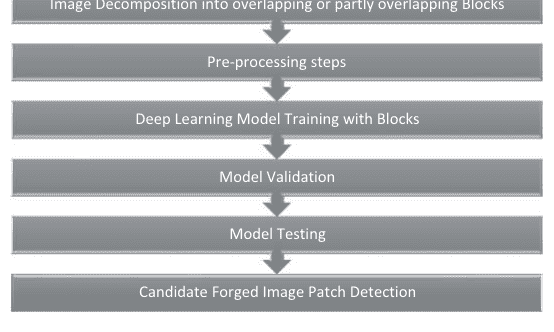 Image Decomposition into overlapping or partly overlapping Blocks
Pre-processing steps
Deep Learning Model Training with Blocks
Model Validation
Model Testing
Candidate Forged Image Patch Detection